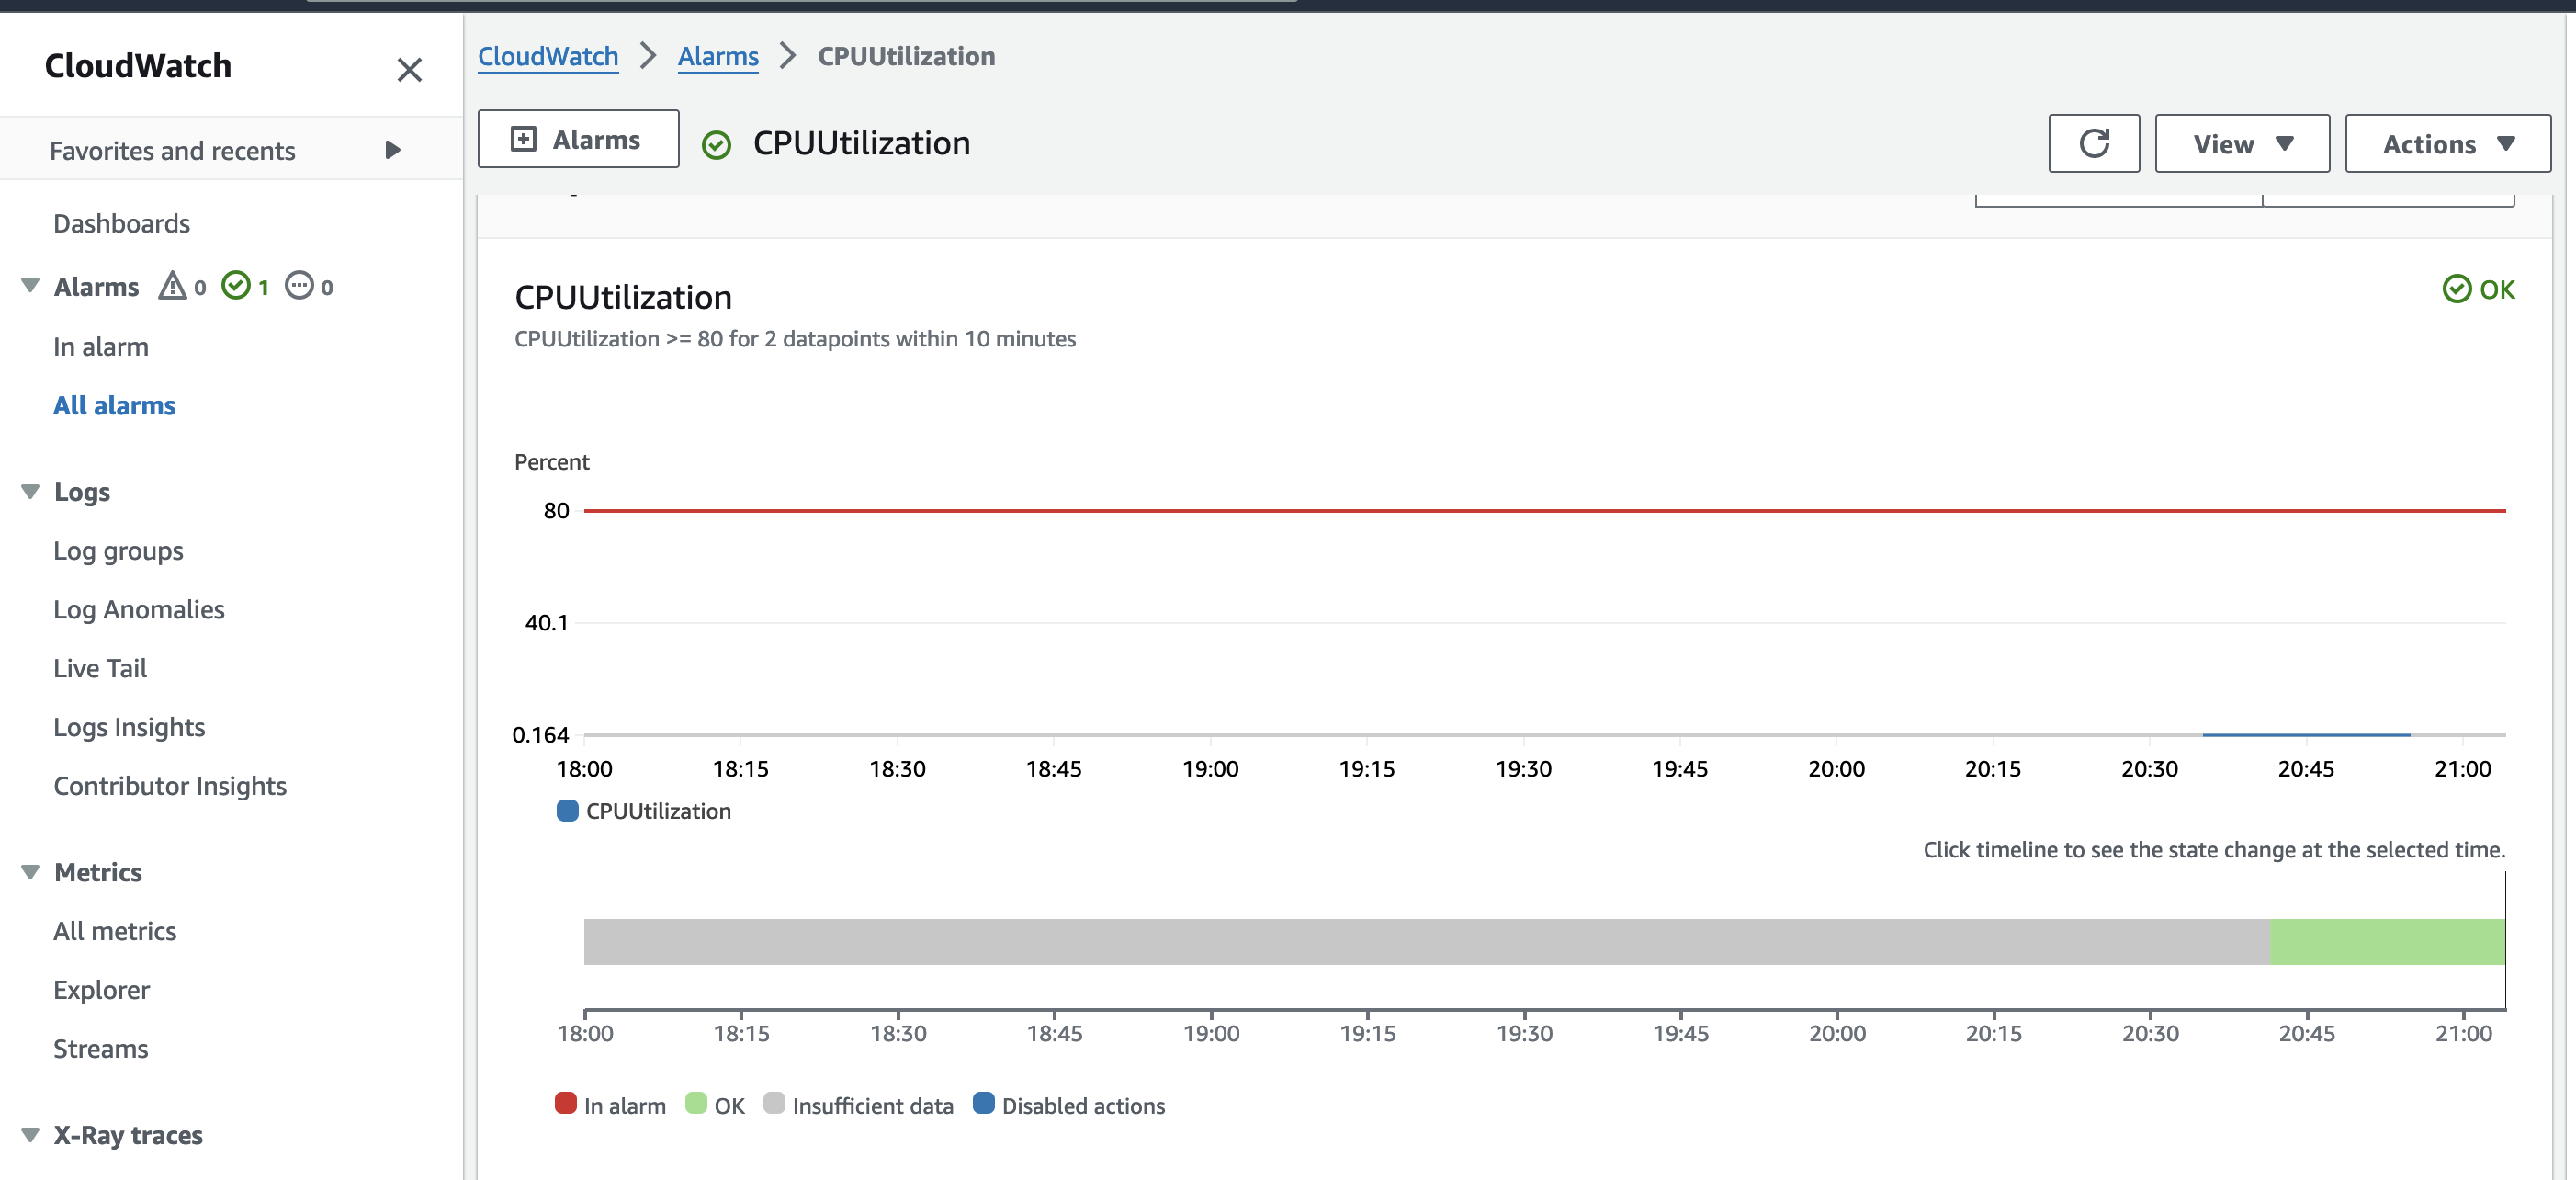 CloudWatch
Favorites and recents
Dashboards
Alarms 0 1 0
In alarm
All alarms
Logs
Log groups
Log Anomalies
Live Tail
Logs Insights
Contributor Insights
Metrics
All metrics
Explorer
Streams
X-Ray traces
CloudWatch > Alarms > CPUUtilization
Alarms
CPUUtilization
View
Actions
CPUUtilization
OK
CPUUtilization >= 80 for 2 datapoints within 10 minutes
Percent
80
40.1
0.164
18:00 18:15 18:30 18:45 19:00 19:15 19:30 19:45 20:00 20:15 20:30 20:45 21:00
CPUUtilization
Click timeline to see the state change at the selected time.
18:00 18:15 18:30 18:45 19:00 19:15 19:30 19:45 20:00 20:15 20:30 20:45 21:00
In alarm OK Insufficient data Disabled actions